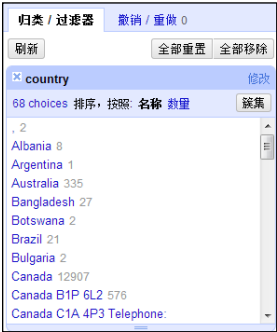 归类 / 过滤器 撤销 / 重做 0
刷新 全部重置 全部移除
country 修改
68 choices 排序，按照: 名称 数量 簇集
, 2
Albania 8
Argentina 1
Australia 335
Bangladesh 27
Botswana 2
Brazil 21
Bulgaria 2
Canada 12907
Canada B1P 6L2 576
Canada C1A 4P3 Telephone: